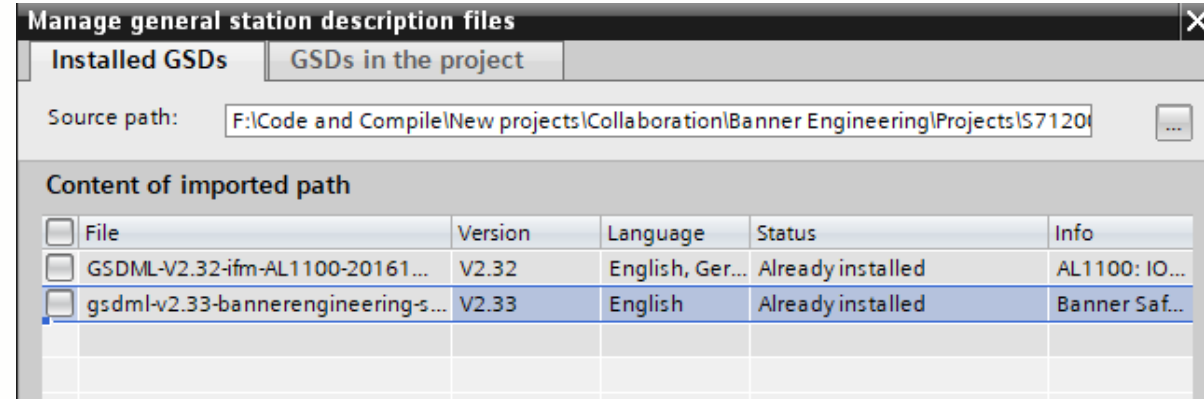 Manage general station description files
Installed GSDs GSDs in the project
Source path: F:\Code and Compile\New projects\Collaboration\Banner Engineering\Projects\S7120
...
Content of imported path
File Version Language Status Info
GSDML-V2.32-ifm-AL1100-20161... V2.32 English, Ger... Already installed AL1100: IO...
gsdml-v2.33-bannerengineering-s... V2.33 English Already installed Banner Saf...